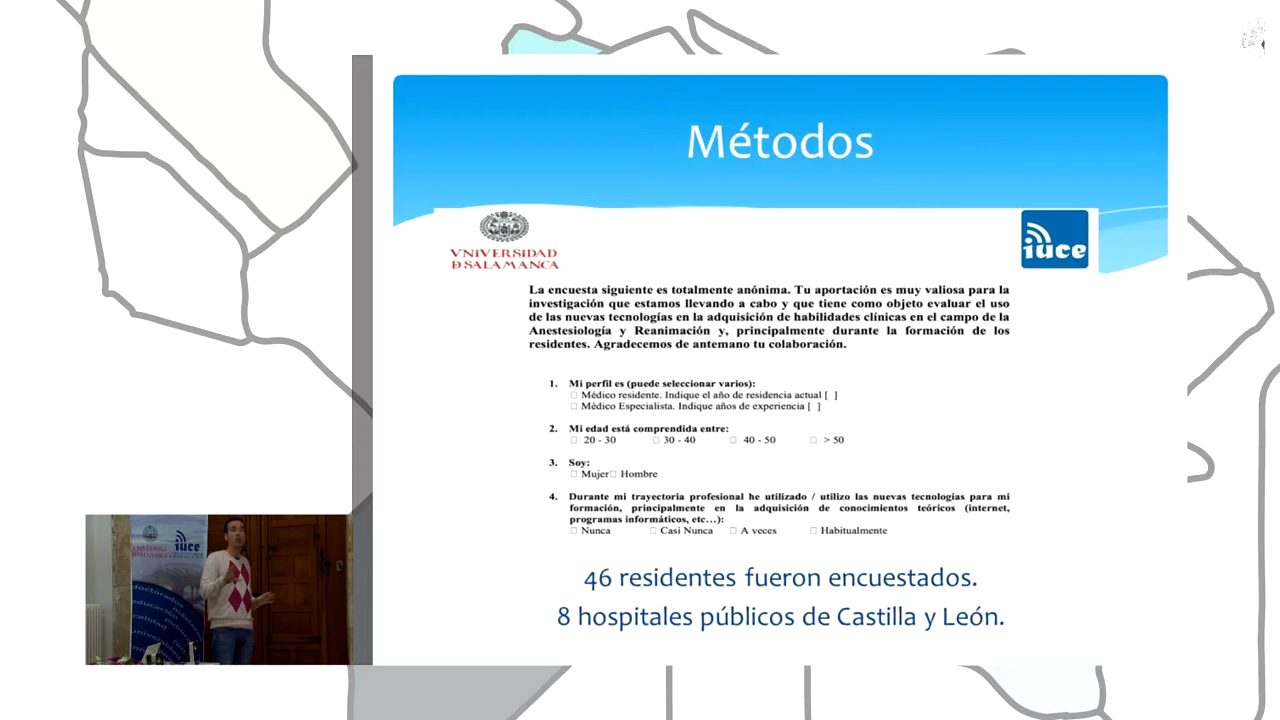 Métodos
VNiVERSiDAD
Ð SALAMANCA
iuce
La encuesta siguiente es totalmente anónima. Tu aportación es muy valiosa para la
investigación que estamos llevando a cabo y que tiene como objeto evaluar el uso
de las nuevas tecnologías en la adquisición de habilidades clínicas en el campo de la
Anestesiología y Reanimación y, principalmente durante la formación de los
residentes. Agradecemos de antemano tu colaboración.
1. Mi perfil es (puede seleccionar varios):
□ Médico residente. Indique el año de residencia actual [ ]
□ Médico Especialista. Indique años de experiencia [ ]
2. Mi edad está comprendida entre:
□ 20 - 30 □ 30 - 40 □ 40 - 50 □ > 50
3. Soy:
□ Mujer □ Hombre
4. Durante mi trayectoria profesional he utilizado / utilizo las nuevas tecnologías para mi
formación, principalmente en la adquisición de conocimientos teóricos (internet,
programas informáticos, etc…):
□ Nunca □ Casi Nunca □ A veces □ Habitualmente
46 residentes fueron encuestados.
8 hospitales públicos de Castilla y León.
iuce
doctorados
educación
calidad